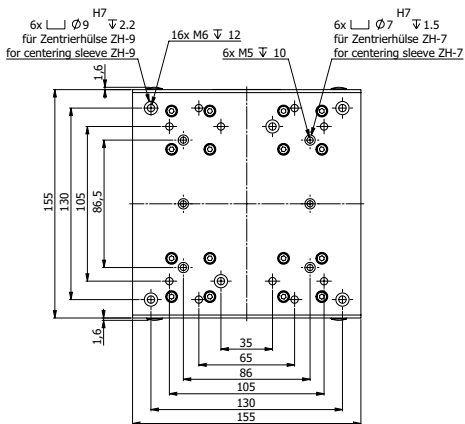 H7
6x ⌴ Ø9 ↧2.2
für Zentrierhülse ZH-9
for centering sleeve ZH-9
16x M6 ↧ 12
6x M5 ↧ 10
H7
6x ⌴ Ø7 ↧1.5
für Zentrierhülse ZH-7
for centering sleeve ZH-7
1,6
155
130
105
86,5
1,6
35
65
86
105
130
155